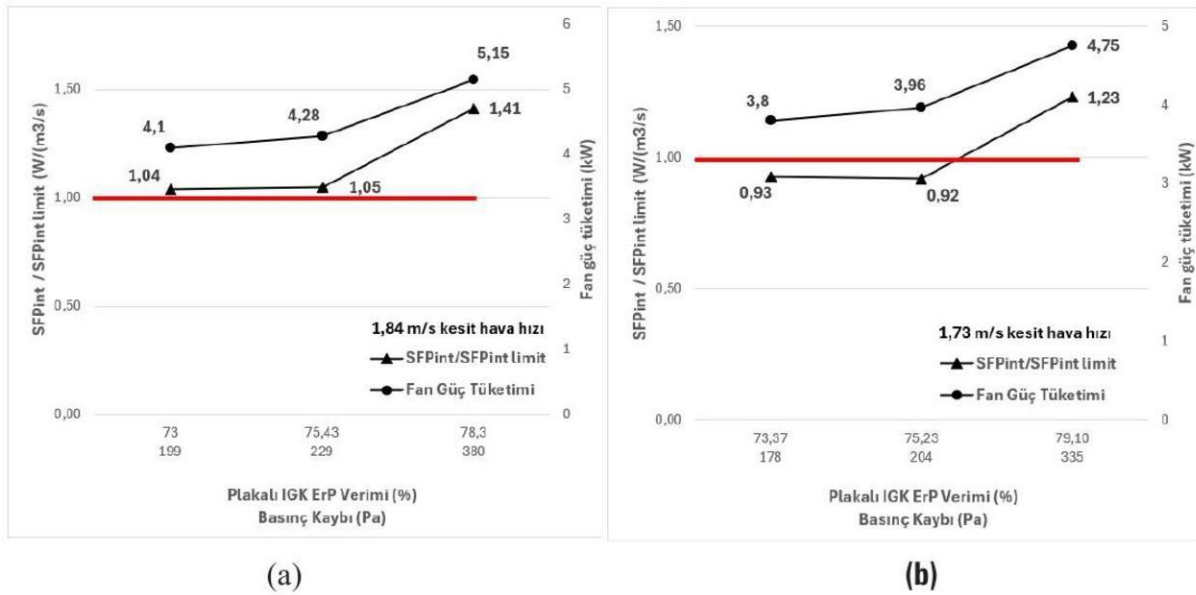 SFPint / SFPint limit (W/(m3/s)
1,50
1,00
0,50
0,00
6
5
4
3
2
1
0
Fan güç tüketimi (kW)
4,1
4,28
5,15
1,04
1,05
1,41
1,84 m/s kesit hava hızı
SFPint/SFPint limit
Fan Güç Tüketimi
73
199
75,43
229
78,3
380
Plakalı IGK ErP Verimi (%)
Basınç Kaybı (Pa)
(a)
SFPint / SFPint limit (W/(m3/s)
1,50
1,00
0,50
0,00
5
4
3
2
1
0
Fan güç tüketimi (kW)
3,8
3,96
4,75
0,93
0,92
1,23
1,73 m/s kesit hava hızı
SFPint/SFPint limit
Fan Güç Tüketimi
73,37
178
75,23
204
79,10
335
Plakalı IGK ErP Verimi (%)
Basınç Kaybı (Pa)
(b)